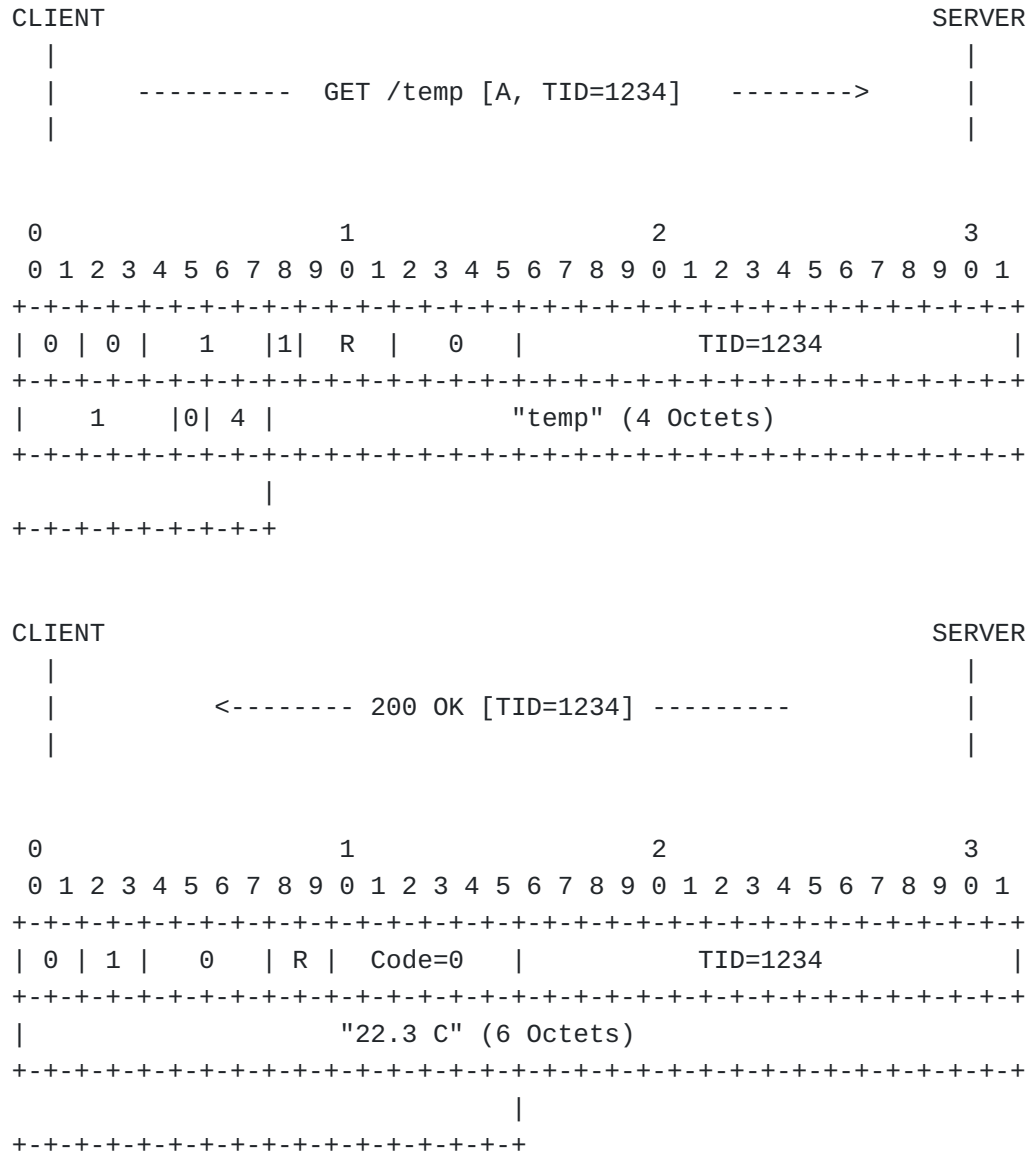 CLIENT                                                     SERVER
  |                                                           |
  |     ----------  GET /temp [A, TID=1234]   -------->      |
  |                                                           |
 0                   1                   2                   3
 0 1 2 3 4 5 6 7 8 9 0 1 2 3 4 5 6 7 8 9 0 1 2 3 4 5 6 7 8 9 0 1
+-+-+-+-+-+-+-+-+-+-+-+-+-+-+-+-+-+-+-+-+-+-+-+-+-+-+-+-+-+-+-+-+
| 0 | 0 |   1   |1|  R  |   0   |           TID=1234            |
+-+-+-+-+-+-+-+-+-+-+-+-+-+-+-+-+-+-+-+-+-+-+-+-+-+-+-+-+-+-+-+-+
|    1    |0| 4 |               "temp" (4 Octets)
+-+-+-+-+-+-+-+-+-+-+-+-+-+-+-+-+-+-+-+-+-+-+-+-+-+-+-+-+-+-+-+-+
                |
+-+-+-+-+-+-+-+-+
CLIENT                                                     SERVER
  |                                                           |
  |          <-------- 200 OK [TID=1234] ---------           |
  |                                                           |
 0                   1                   2                   3
 0 1 2 3 4 5 6 7 8 9 0 1 2 3 4 5 6 7 8 9 0 1 2 3 4 5 6 7 8 9 0 1
+-+-+-+-+-+-+-+-+-+-+-+-+-+-+-+-+-+-+-+-+-+-+-+-+-+-+-+-+-+-+-+-+
| 0 | 1 |   0   | R |  Code=0   |           TID=1234            |
+-+-+-+-+-+-+-+-+-+-+-+-+-+-+-+-+-+-+-+-+-+-+-+-+-+-+-+-+-+-+-+-+
|                    "22.3 C" (6 Octets)
+-+-+-+-+-+-+-+-+-+-+-+-+-+-+-+-+-+-+-+-+-+-+-+-+-+-+-+-+-+-+-+-+
                                |
+-+-+-+-+-+-+-+-+-+-+-+-+-+-+-+-+